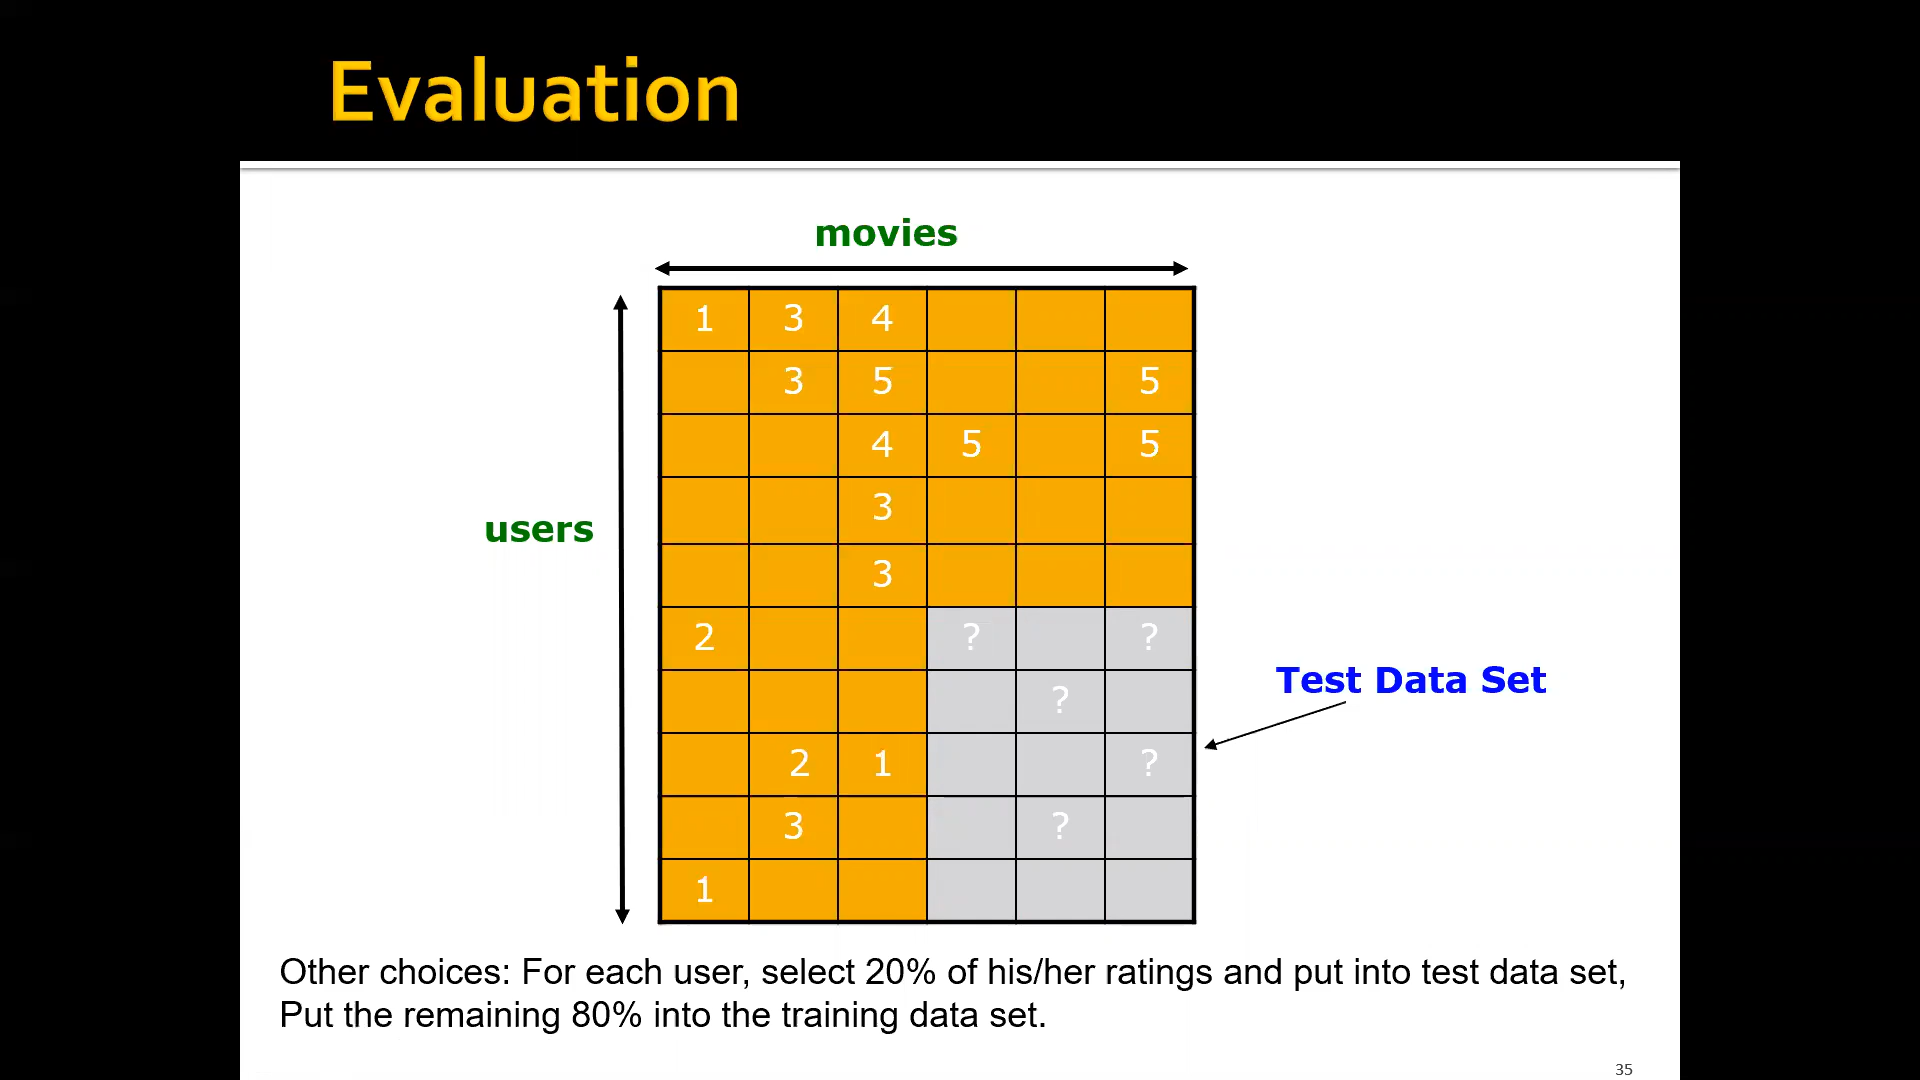 Evaluation
movies
users
1 3 4
3 5 5
4 5 5
3
3
2 ? ?
?
2 1 ?
3 ?
1
Test Data Set
Other choices: For each user, select 20% of his/her ratings and put into test data set,
Put the remaining 80% into the training data set.
35